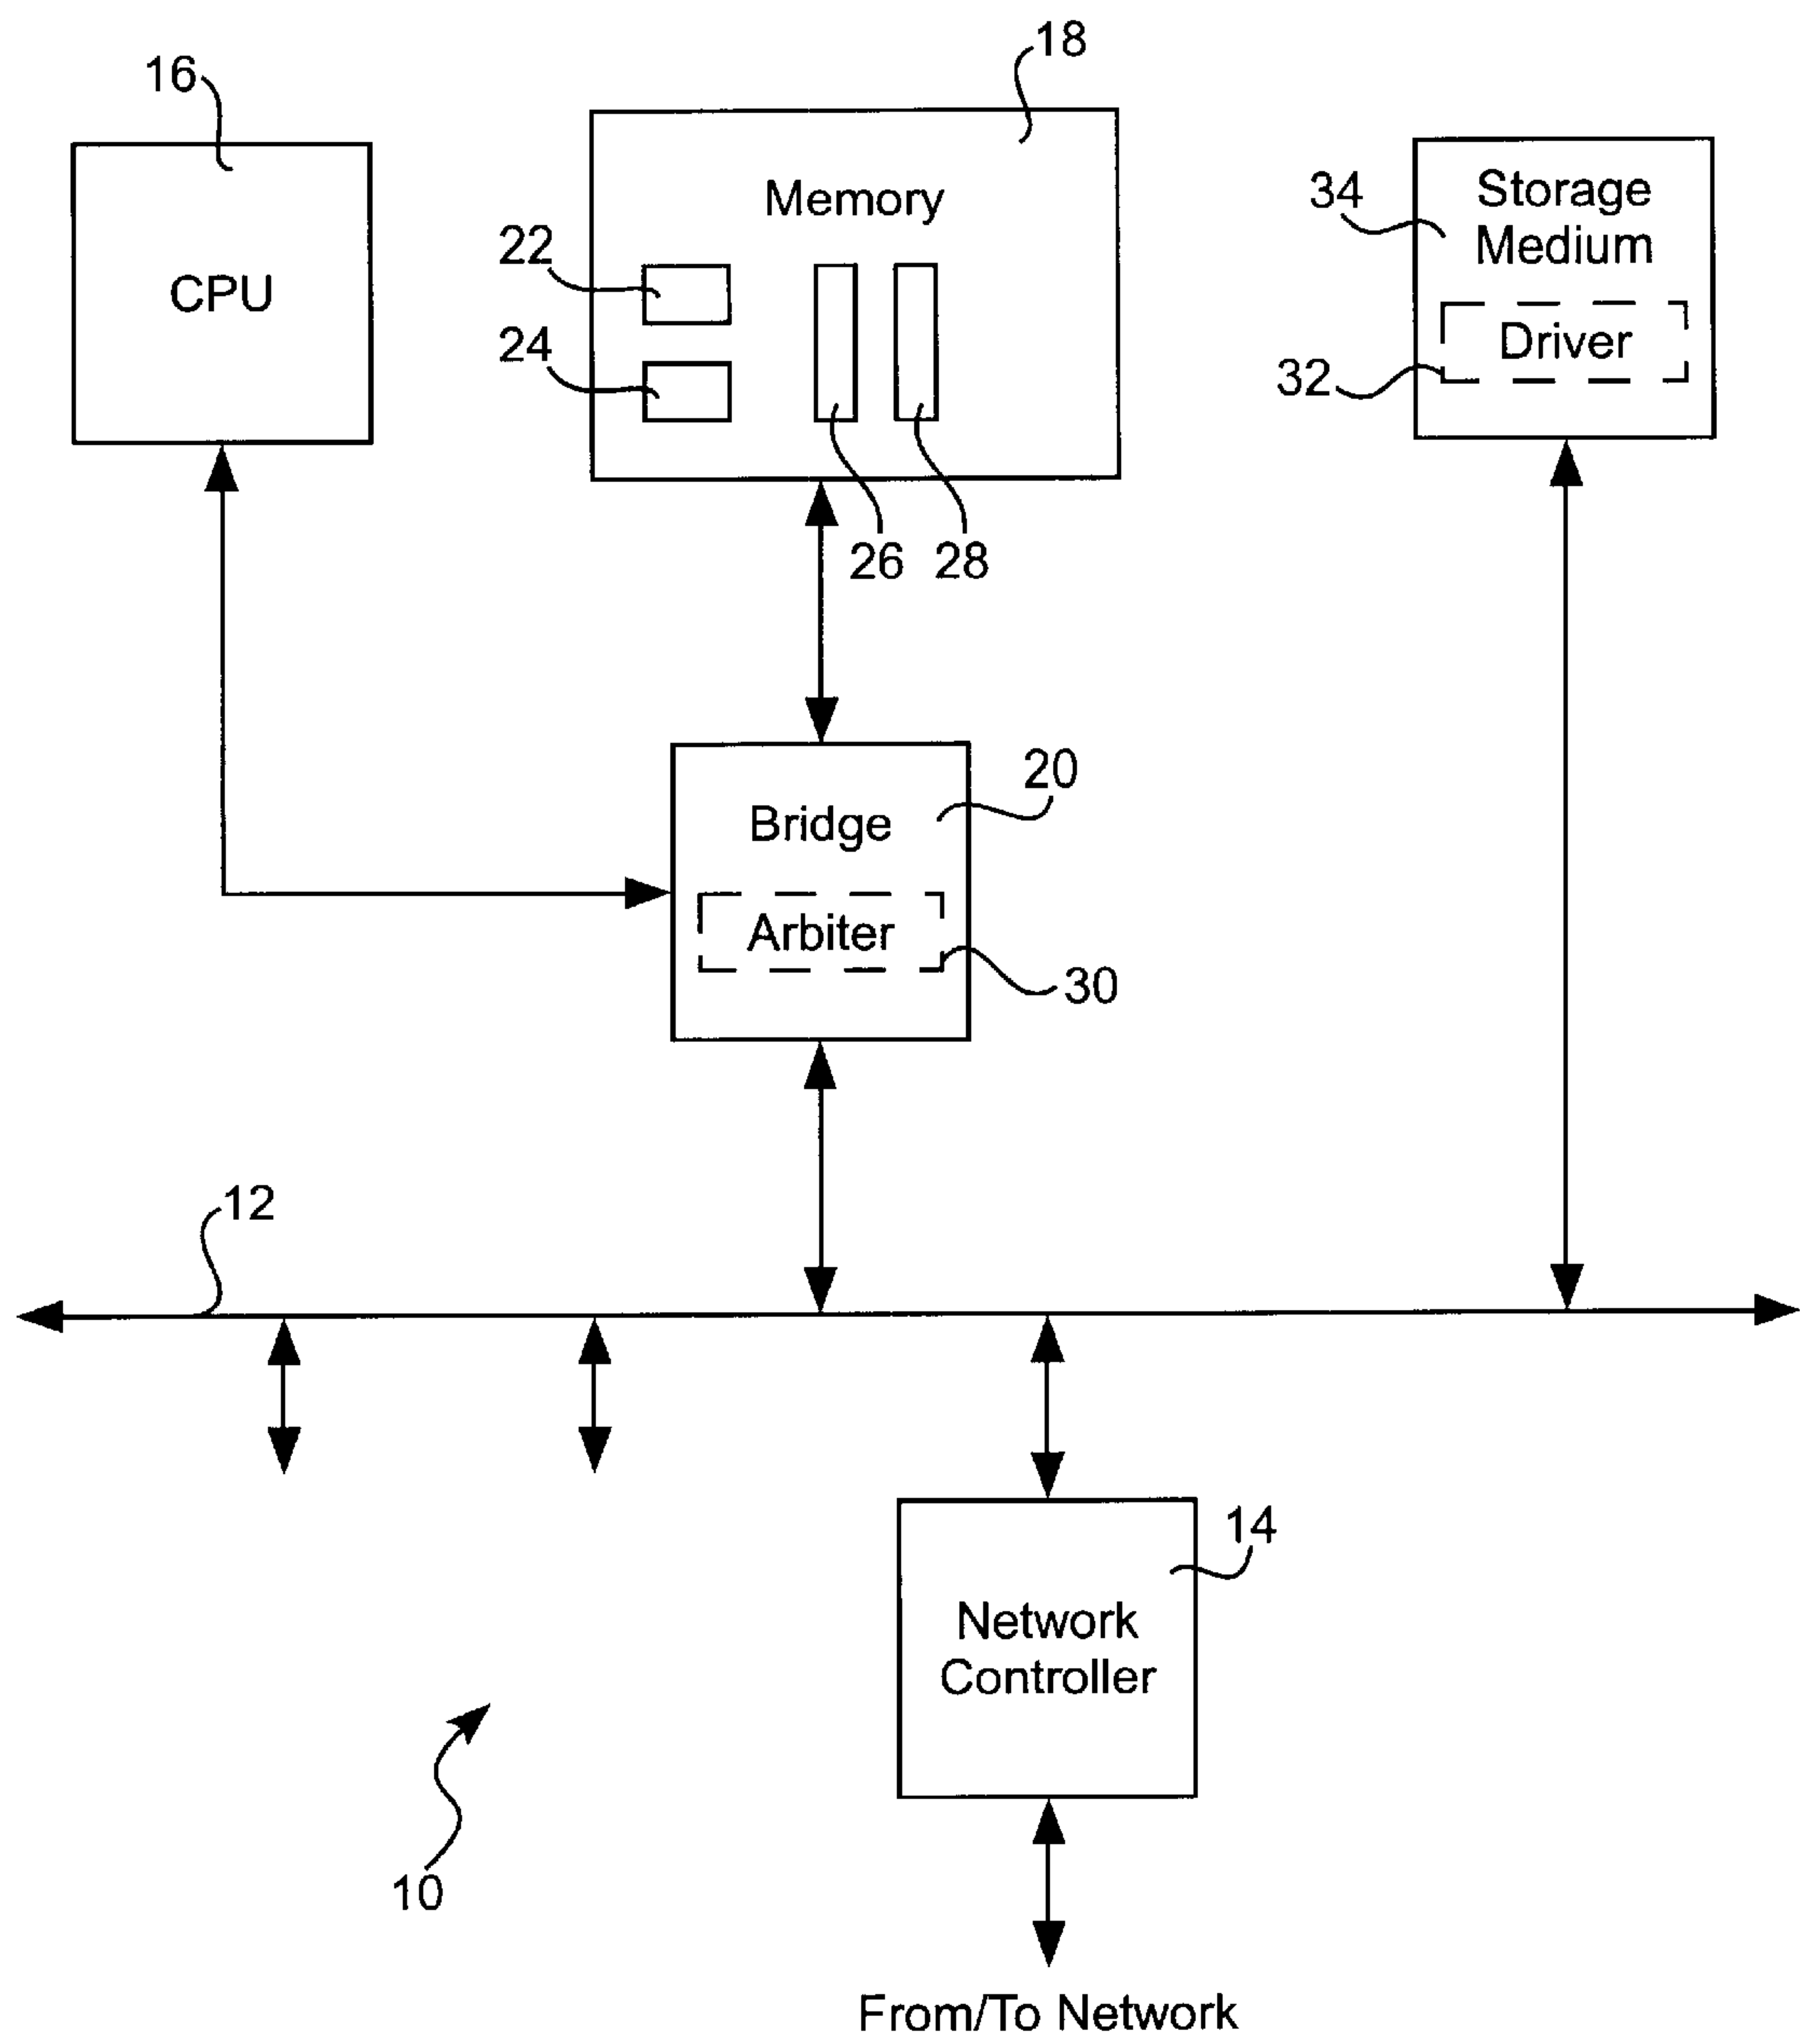 18
16
Memory
34
Storage
Medium
22
CPU
24
Driver
32
26
28
20
Bridge
Arbiter
30
12
14
Network
Controller
10
From/To Network